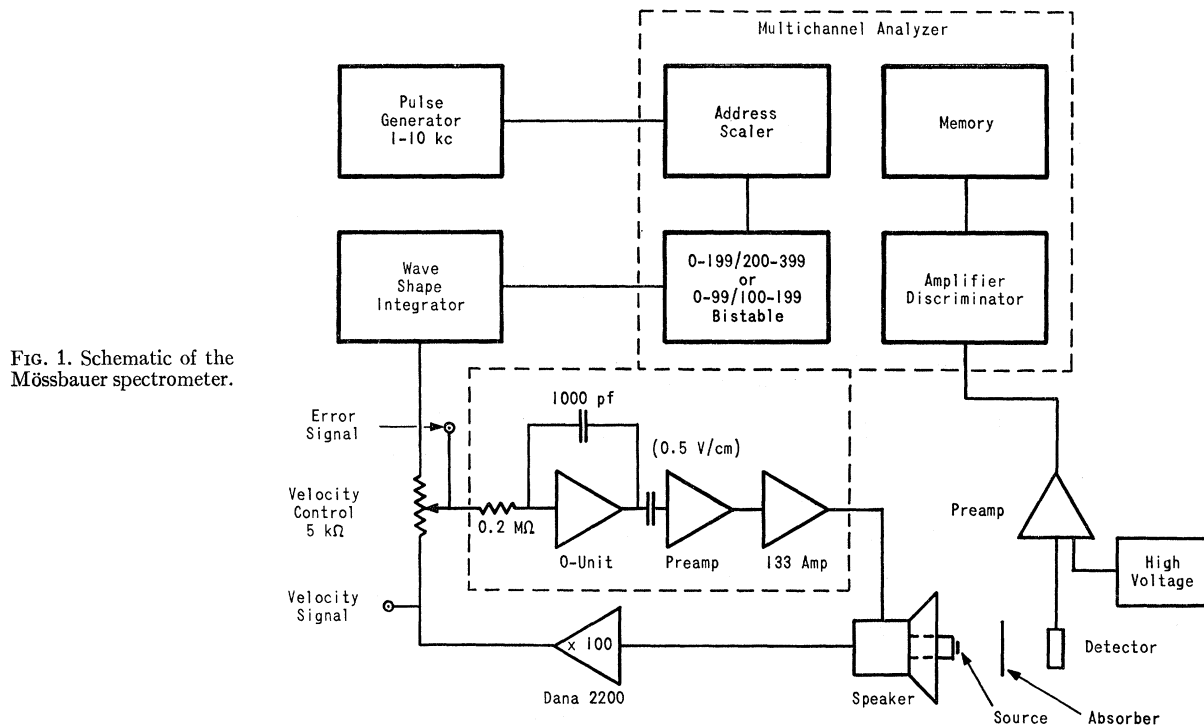 Multichannel Analyzer
Pulse
Generator
1-10 kc
Address
Scaler
Memory
Wave
Shape
Integrator
0-199/200-399
or
0-99/100-199
Bistable
Amplifier
Discriminator
FIG. 1. Schematic of the
Mössbauer spectrometer.
1000 pf
Error
Signal
(0.5 V/cm)
Velocity
Control
5 kΩ
0.2 MΩ
O-Unit
Preamp
133 Amp
Preamp
High
Voltage
Velocity
Signal
x 100
Dana 2200
Speaker
Detector
Source
Absorber